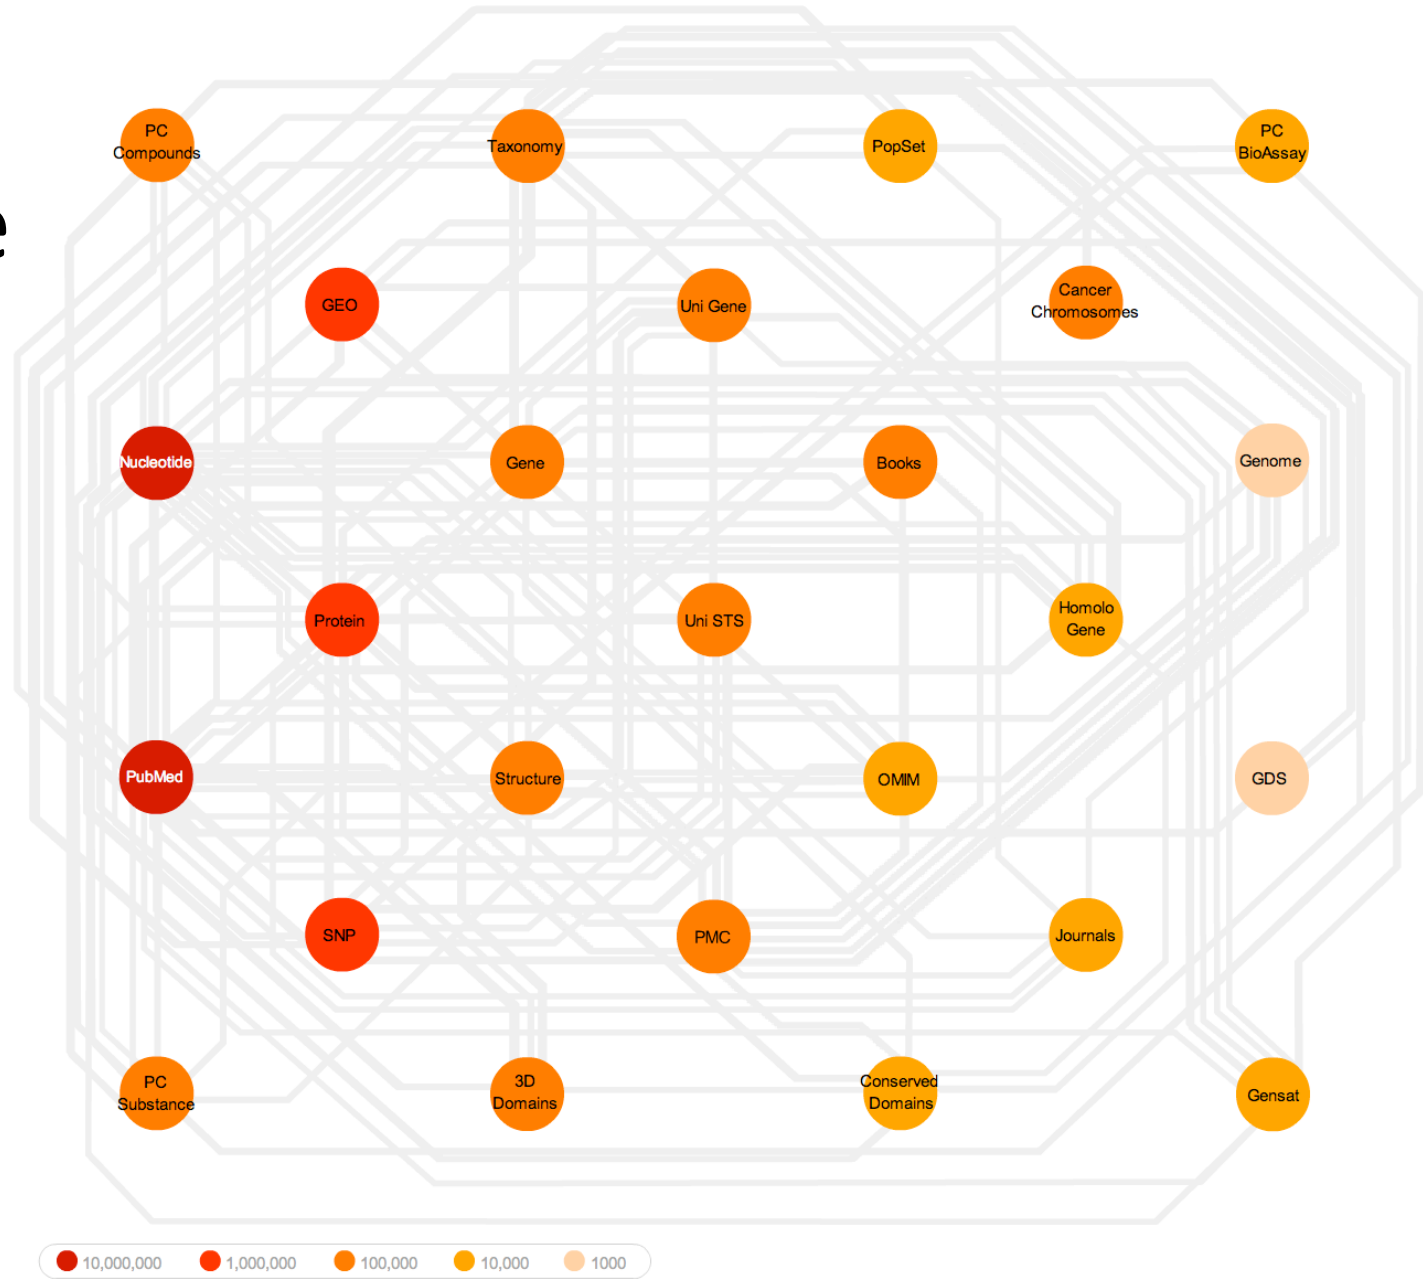 PC
Compounds
Taxonomy
PopSet
PC
BioAssay
e
GEO
Uni Gene
Cancer
Chromosomes
Nucleotide
Gene
Books
Genome
Protein
Uni STS
Homolo
Gene
PubMed
Structure
OMIM
GDS
SNP
PMC
Journals
PC
Substance
3D
Domains
Conserved
Domains
Gensat
10,000,000
1,000,000
100,000
10,000
1000